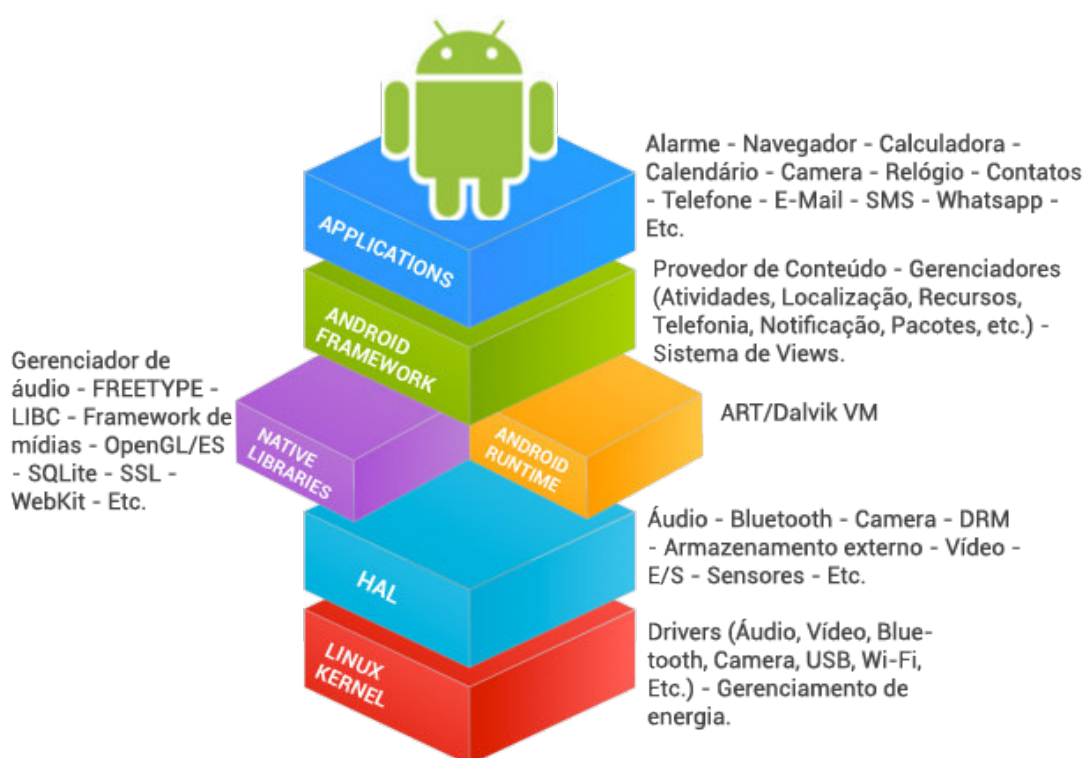 Alarme - Navegador - Calculadora -
Calendário - Camera - Relógio - Contatos
- Telefone - E-Mail - SMS - Whatsapp -
Etc.
APPLICATIONS
Provedor de Conteúdo - Gerenciadores
(Atividades, Localização, Recursos,
Telefonia, Notificação, Pacotes, etc.) -
Sistema de Views.
ANDROID
FRAMEWORK
Gerenciador de
áudio - FREETYPE -
LIBC - Framework de
mídias - OpenGL/ES
- SQLite - SSL -
WebKit - Etc.
NATIVE
LIBRARIES
ANDROID
RUNTIME
ART/Dalvik VM
Áudio - Bluetooth - Camera - DRM
- Armazenamento externo - Vídeo -
E/S - Sensores - Etc.
HAL
Drivers (Áudio, Vídeo, Blue-
tooth, Camera, USB, Wi-Fi,
Etc.) - Gerenciamento de
energia.
LINUX
KERNEL